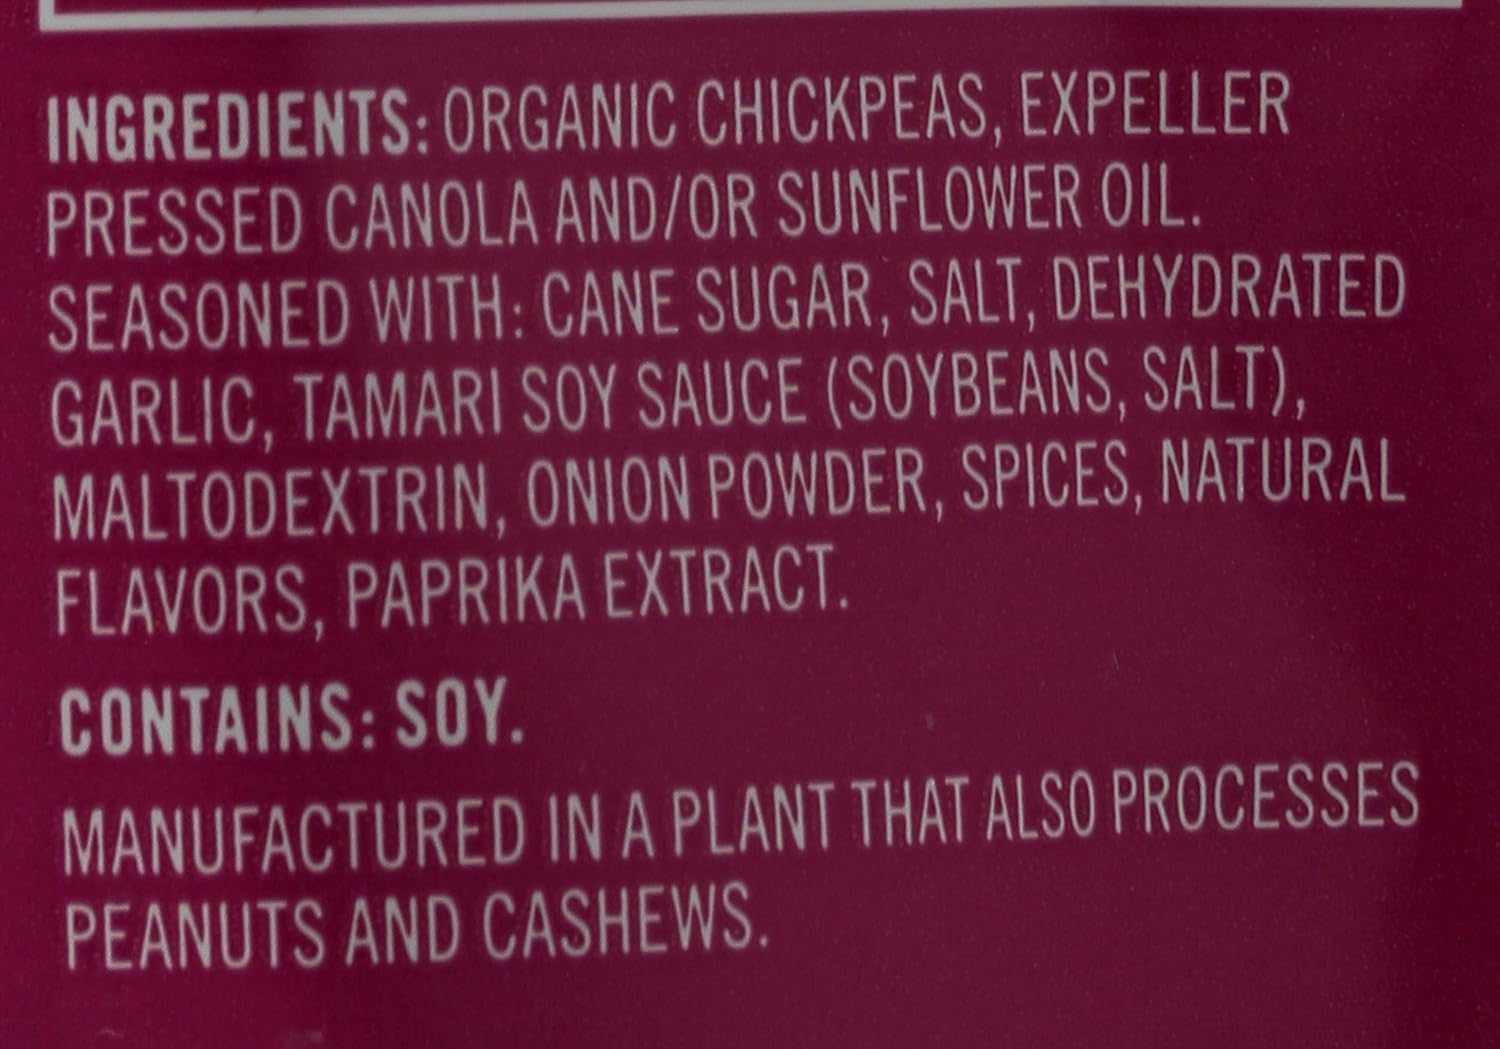 INGREDIENTS: ORGANIC CHICKPEAS, EXPELLER
PRESSED CANOLA AND/OR SUNFLOWER OIL.
SEASONED WITH: CANE SUGAR, SALT, DEHYDRATED
GARLIC, TAMARI SOY SAUCE (SOYBEANS, SALT),
MALTODEXTRIN, ONION POWDER, SPICES, NATURAL
FLAVORS, PAPRIKA EXTRACT.
CONTAINS: SOY.
MANUFACTURED IN A PLANT THAT ALSO PROCESSES
PEANUTS AND CASHEWS.